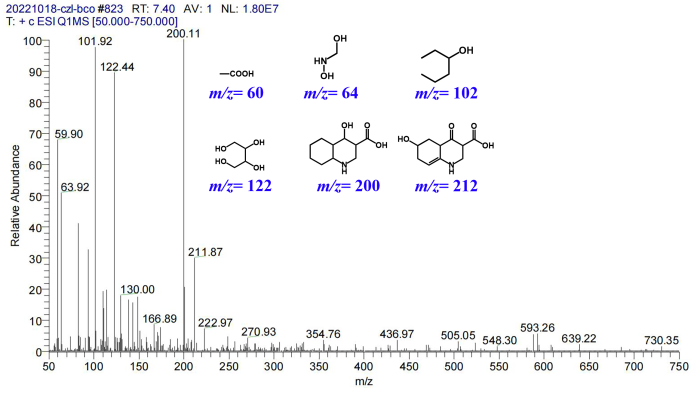 20221018-czl-bco #823 RT: 7.40 AV: 1 NL: 1.80E7
T: + c ESI Q1MS [50.000-750.000]
200.11
101.92
122.44
59.90
63.92
211.87
130.00
166.89
222.97
270.93
354.76
436.97
505.05
548.30
593.26
639.22
730.35
COOH
m/z= 60
OH
HN
OH
m/z= 64
OH
m/z= 102
OH
HO
HO
OH
m/z= 122
OH
O
OH
N
H
m/z= 200
O
O
HO
OH
N
H
m/z= 212
Relative Abundance
100
90
80
70
60
50
40
30
20
10
0
50
100
150
200
250
300
350
400
450
500
550
600
650
700
750
m/z